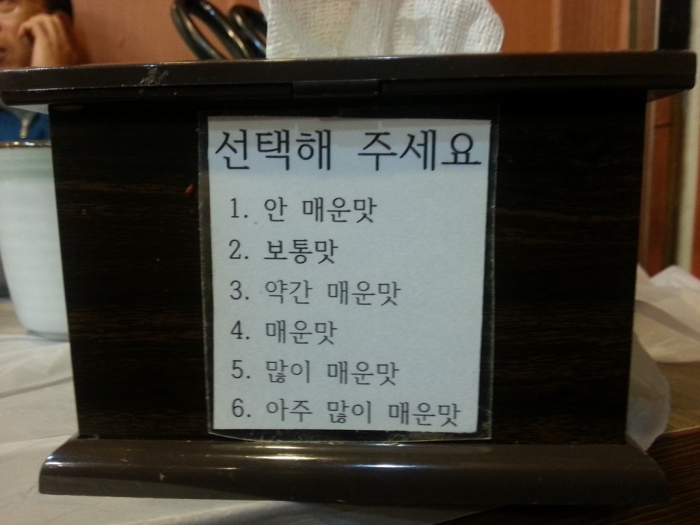 선택해 주세요
1. 안 매운맛
2. 보통맛
3. 약간 매운맛
4. 매운맛
5. 많이 매운맛
6. 아주 많이 매운맛